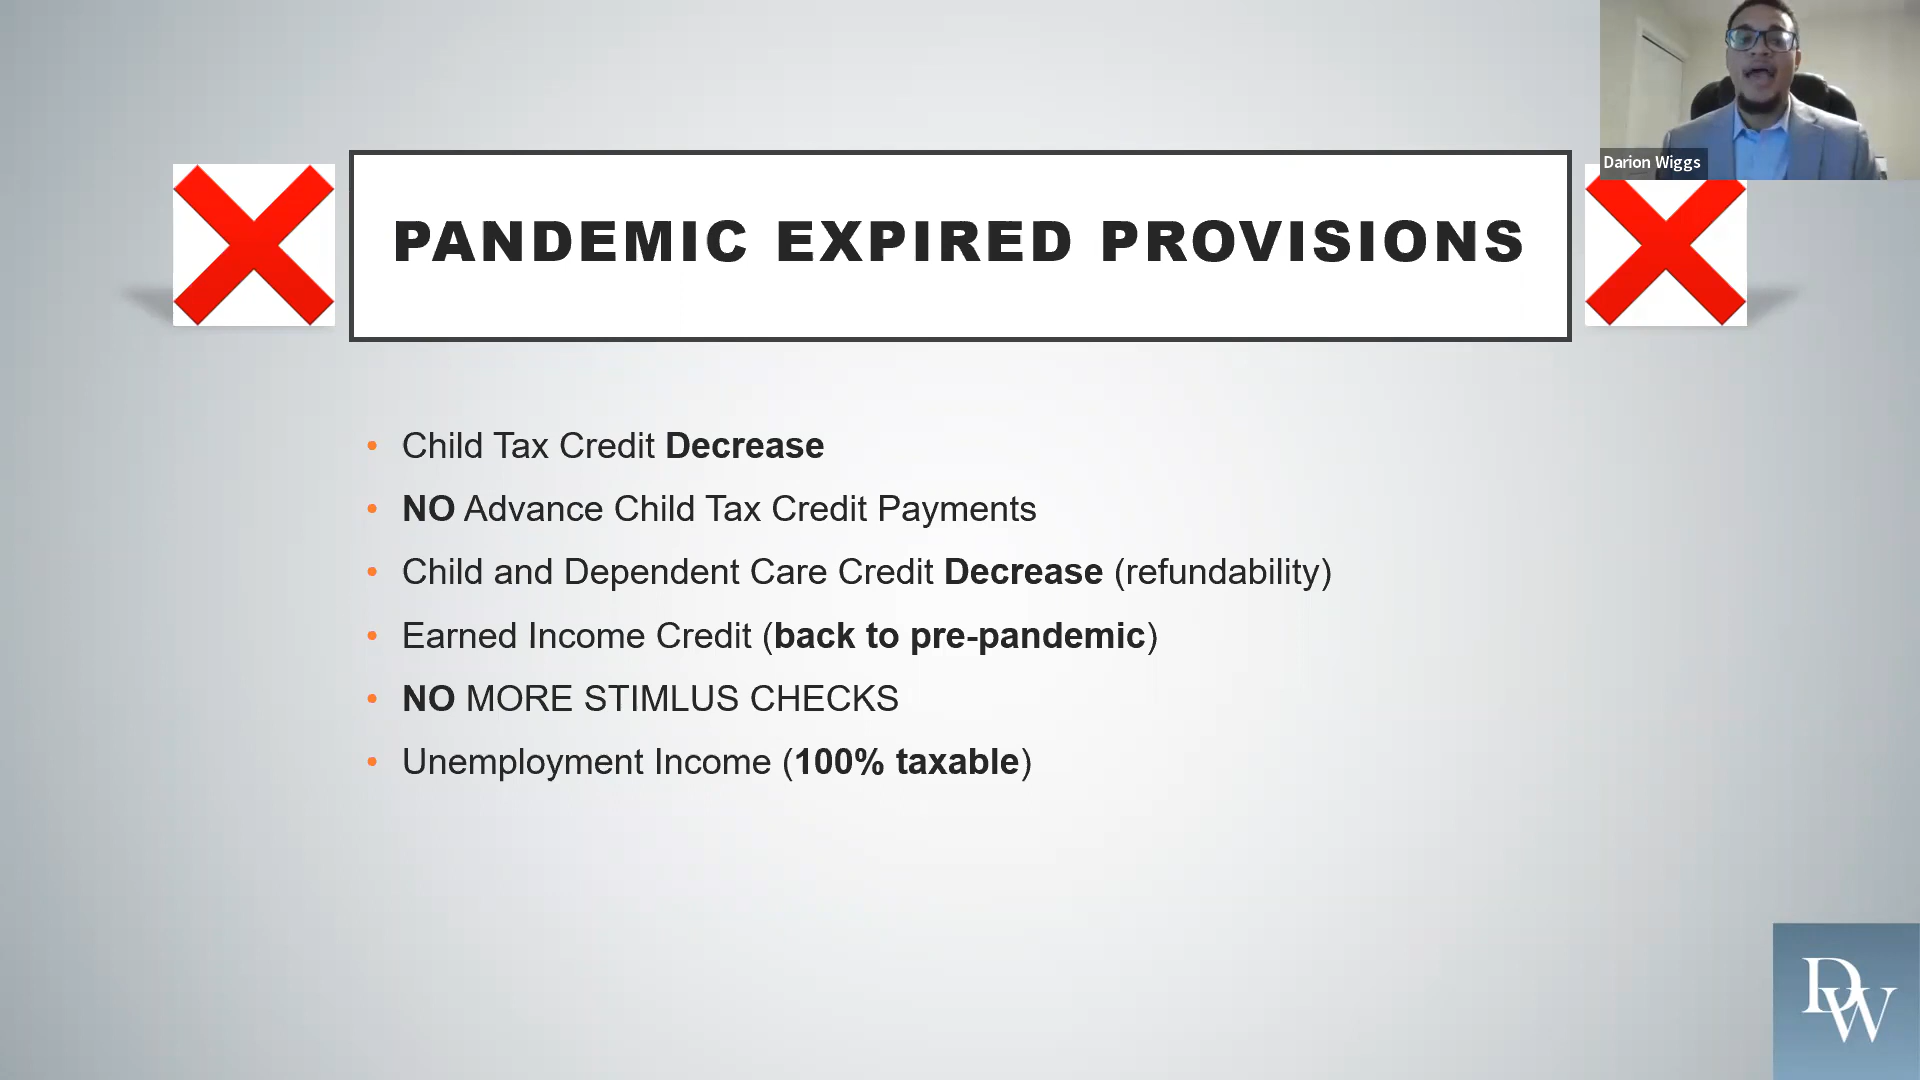 Darion Wiggs
PANDEMIC EXPIRED PROVISIONS
• Child Tax Credit Decrease
• NO Advance Child Tax Credit Payments
• Child and Dependent Care Credit Decrease (refundability)
• Earned Income Credit (back to pre-pandemic)
• NO MORE STIMLUS CHECKS
• Unemployment Income (100% taxable)
DW